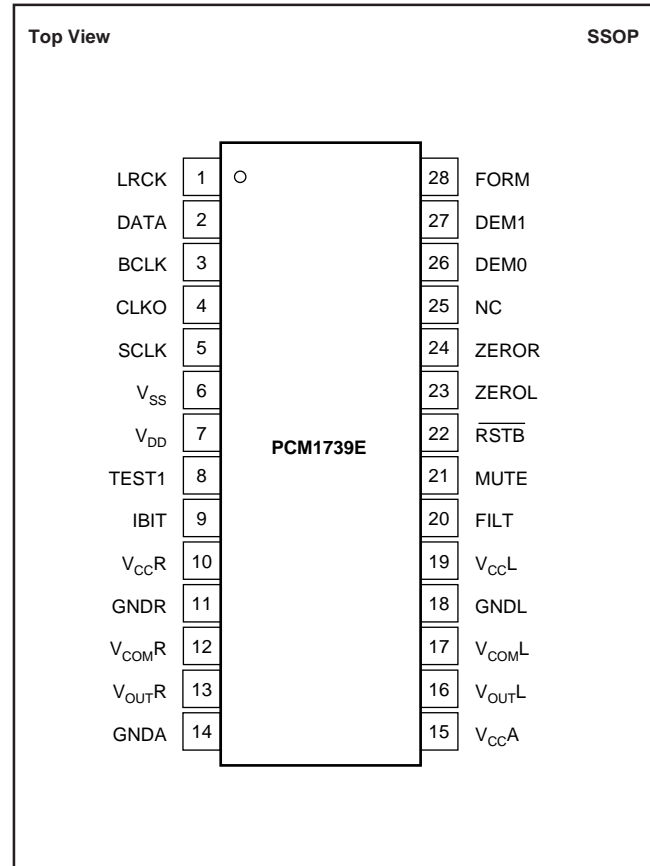 Top View SSOP
LRCK 1 28 FORM
DATA 2 27 DEM1
BCLK 3 26 DEM0
CLKO 4 25 NC
SCLK 5 24 ZEROR
VSS 6 23 ZEROL
VDD 7 22 RSTB
PCM1739E
TEST1 8 21 MUTE
IBIT 9 20 FILT
VCCR 10 19 VCCL
GNDR 11 18 GNDL
VCOMR 12 17 VCOML
VOUTR 13 16 VOUTL
GNDA 14 15 VCCA